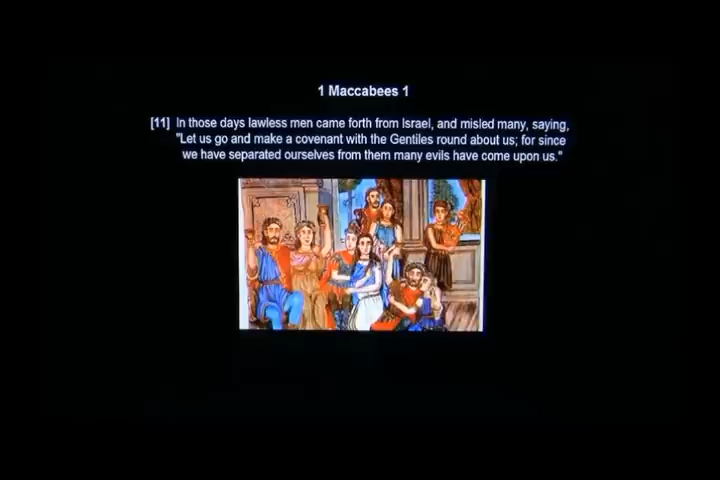 1 Maccabees 1
[11] In those days lawless men came forth from Israel, and misled many, saying,
"Let us go and make a covenant with the Gentiles round about us; for since
we have separated ourselves from them many evils have come upon us."